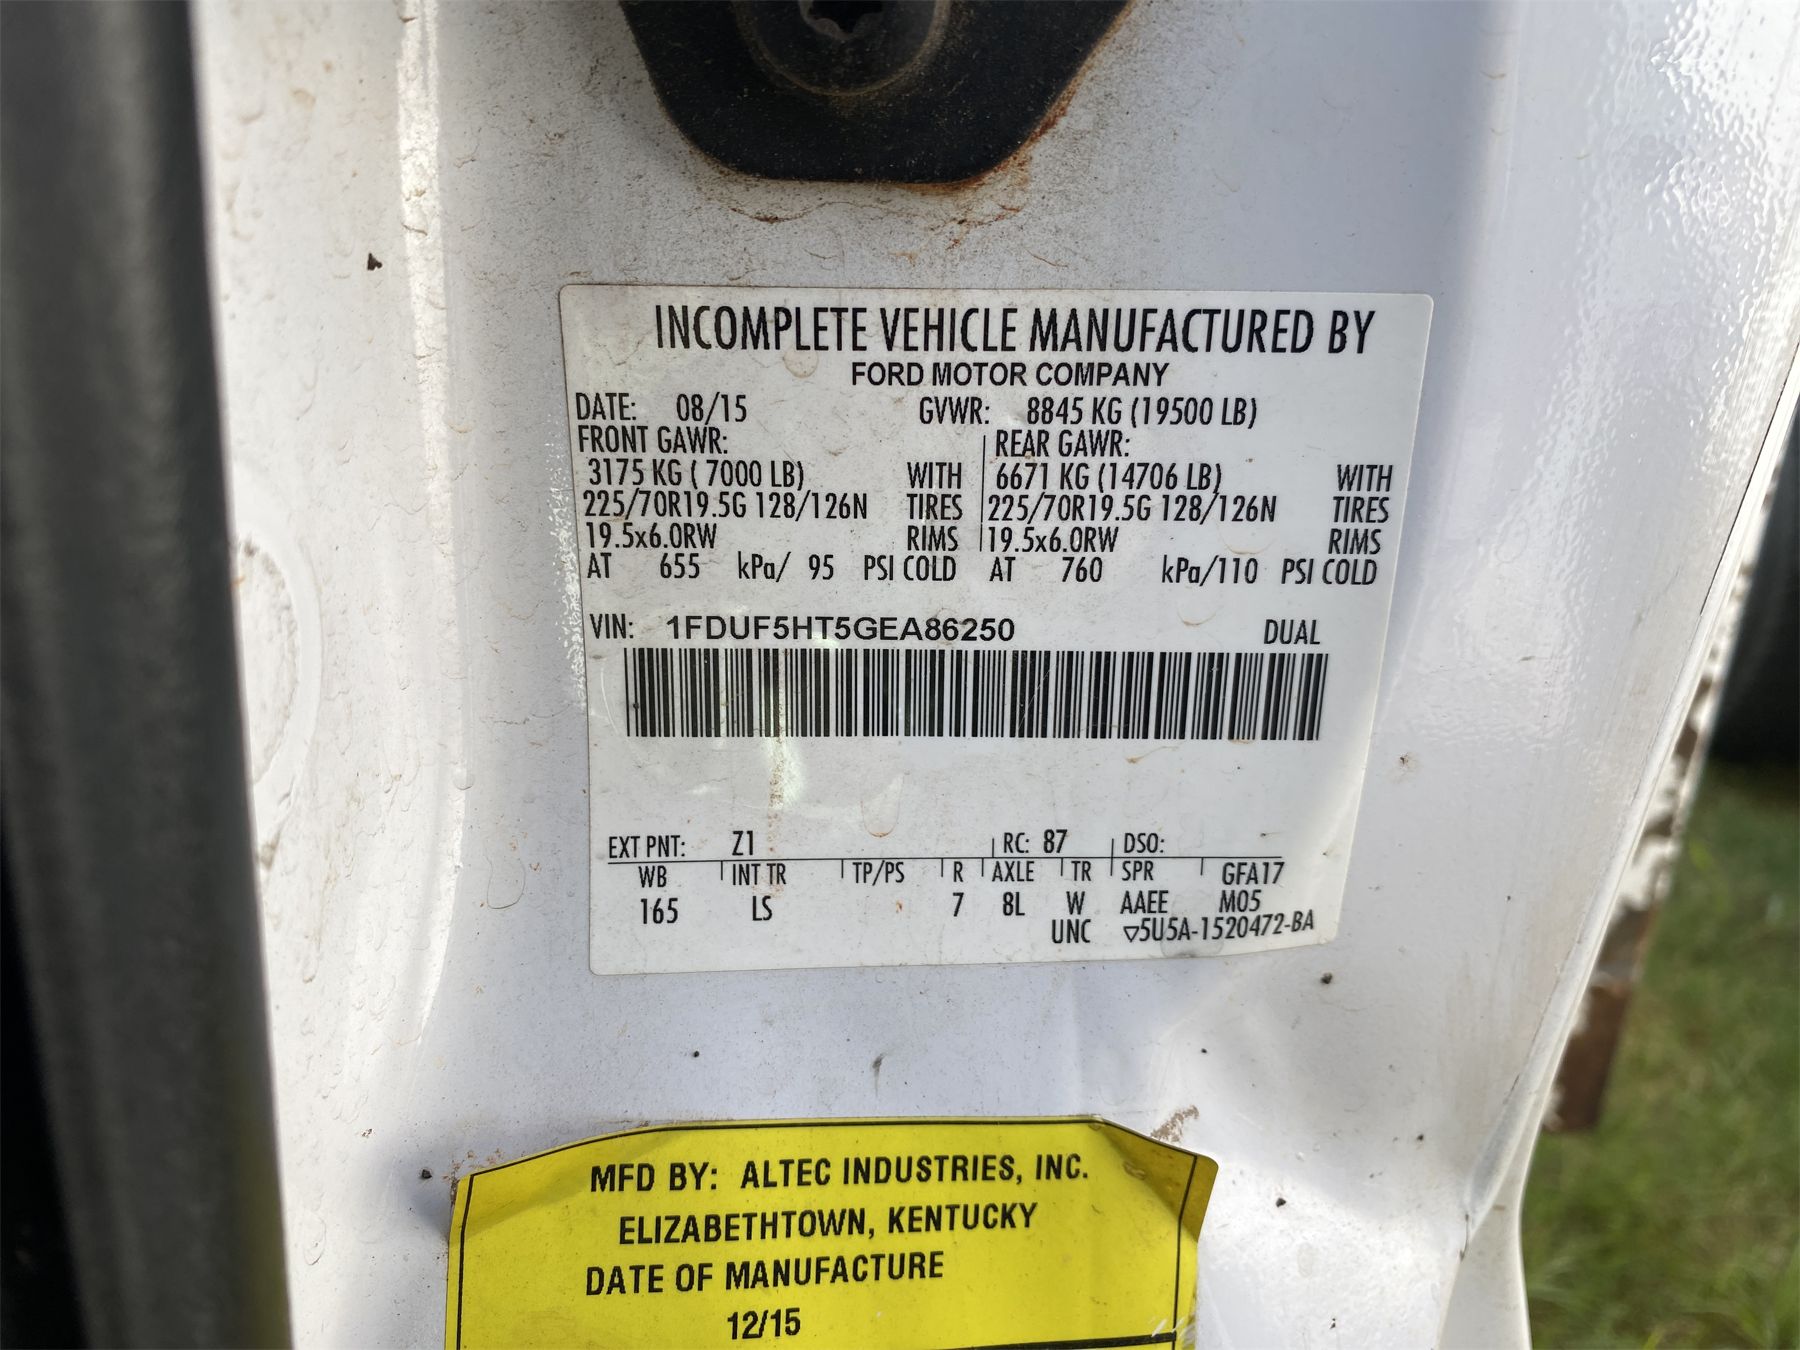 INCOMPLETE VEHICLE MANUFACTURED BY
FORD MOTOR COMPANY
DATE: 08/15 GVWR: 8845 KG (19500 LB)
FRONT GAWR: REAR GAWR:
3175 KG ( 7000 LB) WITH 6671 KG (14706 LB) WITH
225/70R19.5G 128/126N TIRES 225/70R19.5G 128/126N TIRES
19.5x6.0RW RIMS 19.5x6.0RW RIMS
AT 655 kPa/ 95 PSI COLD AT 760 kPa/110 PSI COLD
VIN: 1FDUF5HT5GEA86250 DUAL
EXT PNT: Z1 RC: 87 DSO:
WB INT TR TP/PS R AXLE TR SPR GFA17
165 LS 7 8L W AAEE M05
UNC ▽5U5A-1520472-BA
MFD BY: ALTEC INDUSTRIES, INC.
ELIZABETHTOWN, KENTUCKY
DATE OF MANUFACTURE
12/15